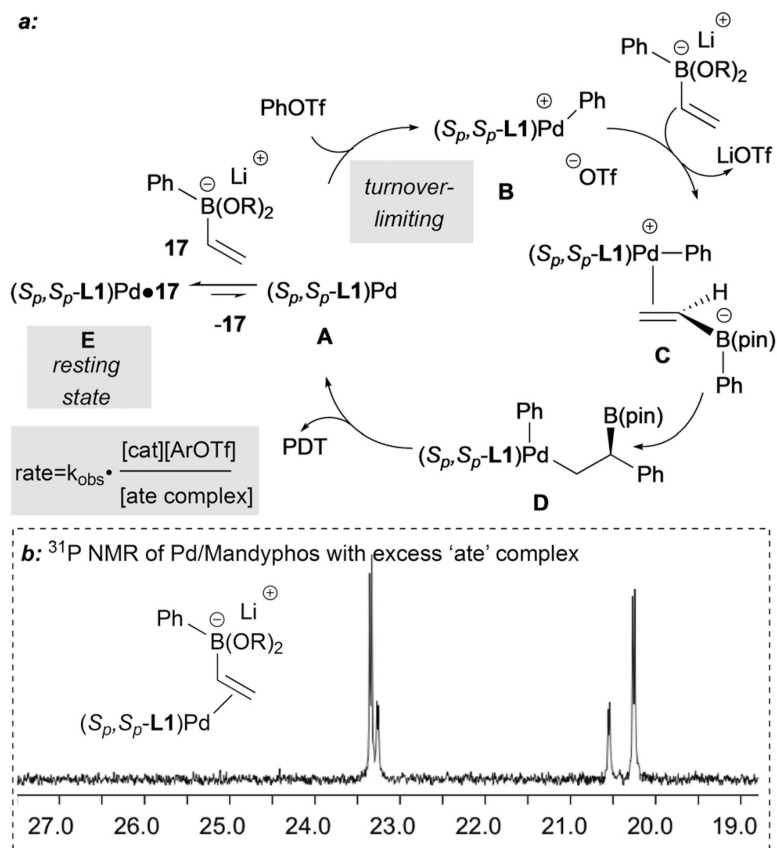 a:
PhOTf
Ph
⊖
Li
⊕
B(OR)2
17
turnover-
limiting
(Sp,Sp-L1)Pd
⊕
Ph
⊖
OTf
B
Ph
⊖
Li
⊕
B(OR)2
LiOTf
(Sp,Sp-L1)Pd●17
-17
(Sp,Sp-L1)Pd
E
resting
state
A
⊕
(Sp,Sp-L1)Pd
Ph
H
⊖
B(pin)
Ph
C
rate=kobs• [cat][ArOTf]
[ate complex]
PDT
Ph
B(pin)
(Sp,Sp-L1)Pd
Ph
D
b: 31P NMR of Pd/Mandyphos with excess ‘ate’ complex
Ph
⊖
Li
⊕
B(OR)2
(Sp,Sp-L1)Pd
27.0 26.0 25.0 24.0 23.0 22.0 21.0 20.0 19.0